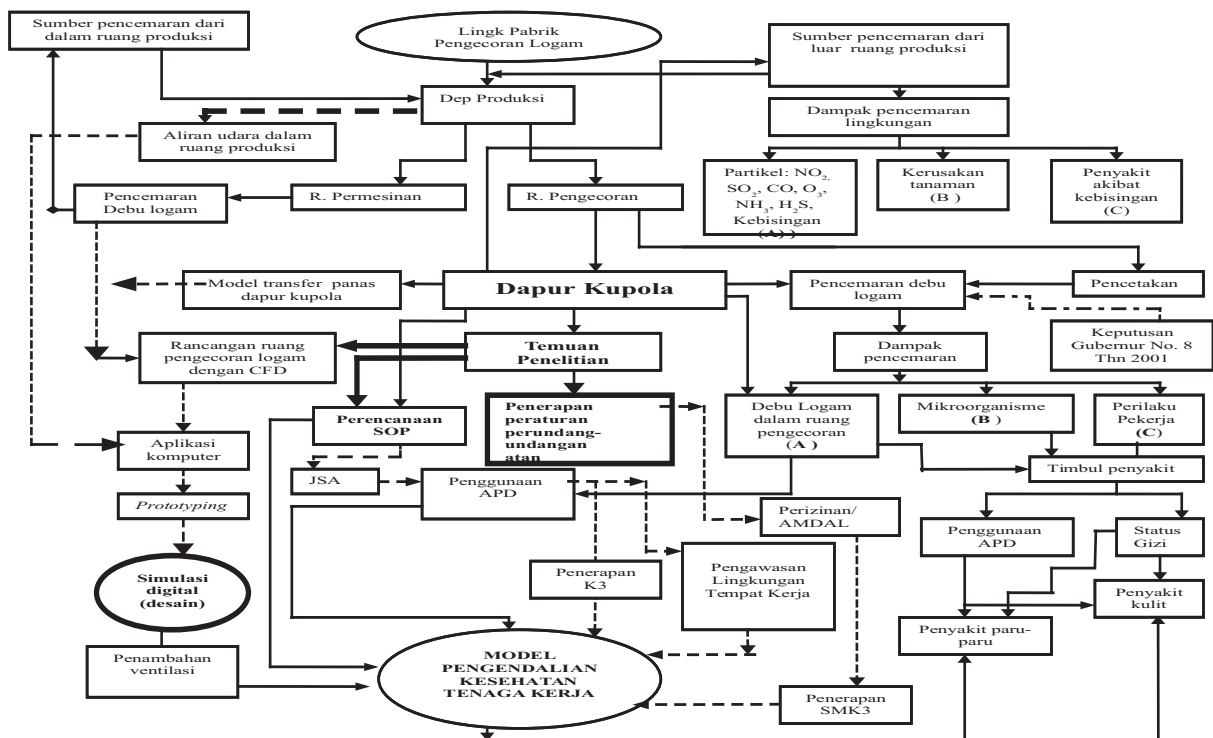 Sumber pencemaran dari
dalam ruang produksi
Lingk Pabrik
Pengecoran Logam
Sumber pencemaran dari
luar ruang produksi
Dep Produksi
Dampak pencemaran
lingkungan
Aliran udara dalam
ruang produksi
Partikel: NO₂,
SO₂, CO, O₃,
NH₃, H₂S,
Kebisingan
(A) )
Kerusakan
tanaman
(B )
Penyakit
akibat
kebisingan
(C)
Pencemaran
Debu logam
R. Permesinan
R. Pengecoran
Model transfer panas
dapur kupola
Dapur Kupola
Pencemaran debu
logam
Pencetakan
Rancangan ruang
pengecoran logam
dengan CFD
Temuan
Penelitian
Dampak
pencemaran
Keputusan
Gubernur No. 8
Thn 2001
Perencanaan
SOP
Penerapan
peraturan
perundang-
undangan
atan
Debu Logam
dalam ruang
pengecoran
(A )
Mikroorganisme
(B )
Perilaku
Pekerja
(C)
Aplikasi
komputer
Timbul penyakit
JSA
Penggunaan
APD
Prototyping
Perizinan/
AMDAL
Penggunaan
APD
Status
Gizi
Simulasi
digital
(desain)
Penerapan
K3
Pengawasan
Lingkungan
Tempat Kerja
Penyakit
kulit
Penyakit paru-
paru
Penambahan
ventilasi
MODEL
PENGENDALIAN
KESEHATAN
TENAGA KERJA
Penerapan
SMK3